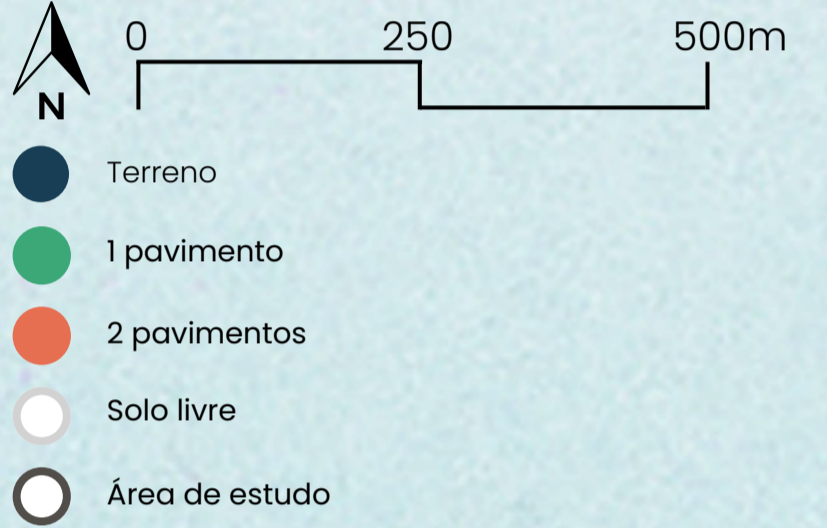 0 250 500m
N
Terreno
1 pavimento
2 pavimentos
Solo livre
Área de estudo